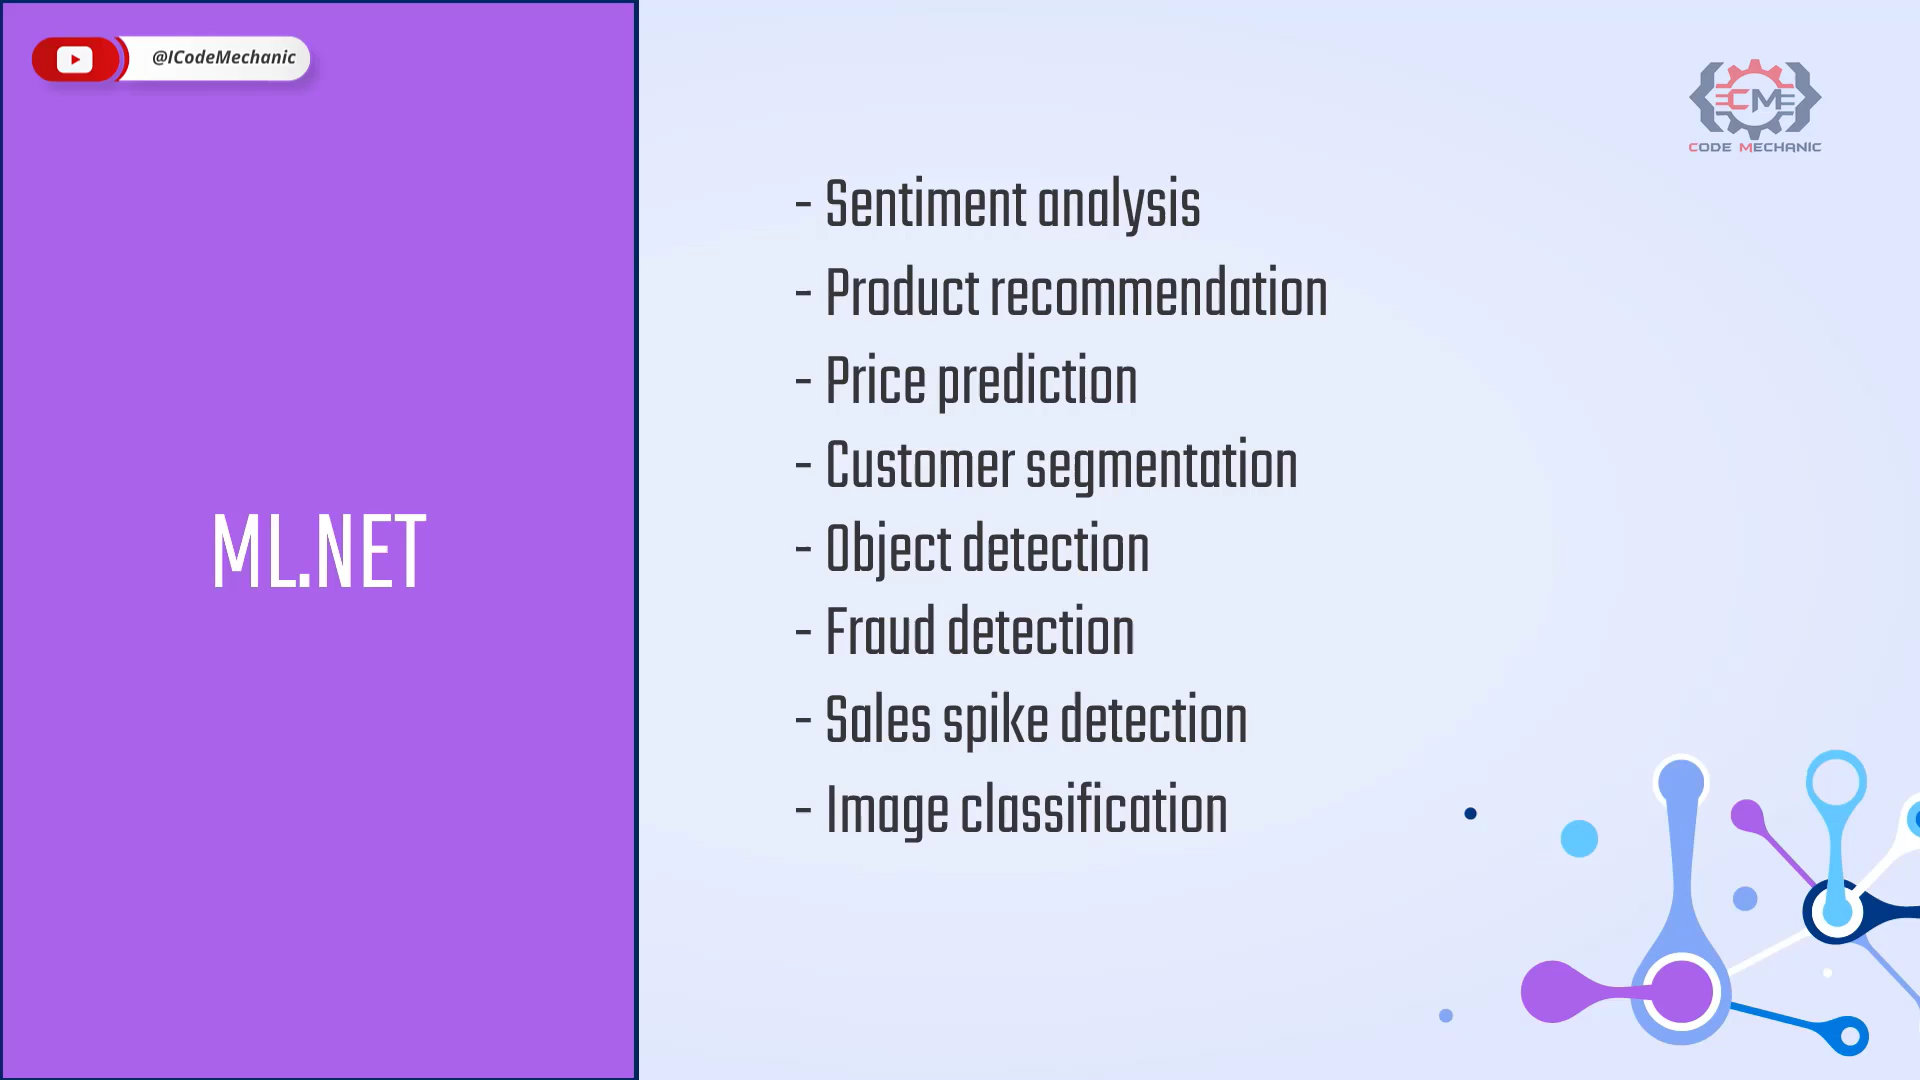 @ICodeMechanic
CME
CODE MECHANIC
ML.NET
- Sentiment analysis
- Product recommendation
- Price prediction
- Customer segmentation
- Object detection
- Fraud detection
- Sales spike detection
- Image classification